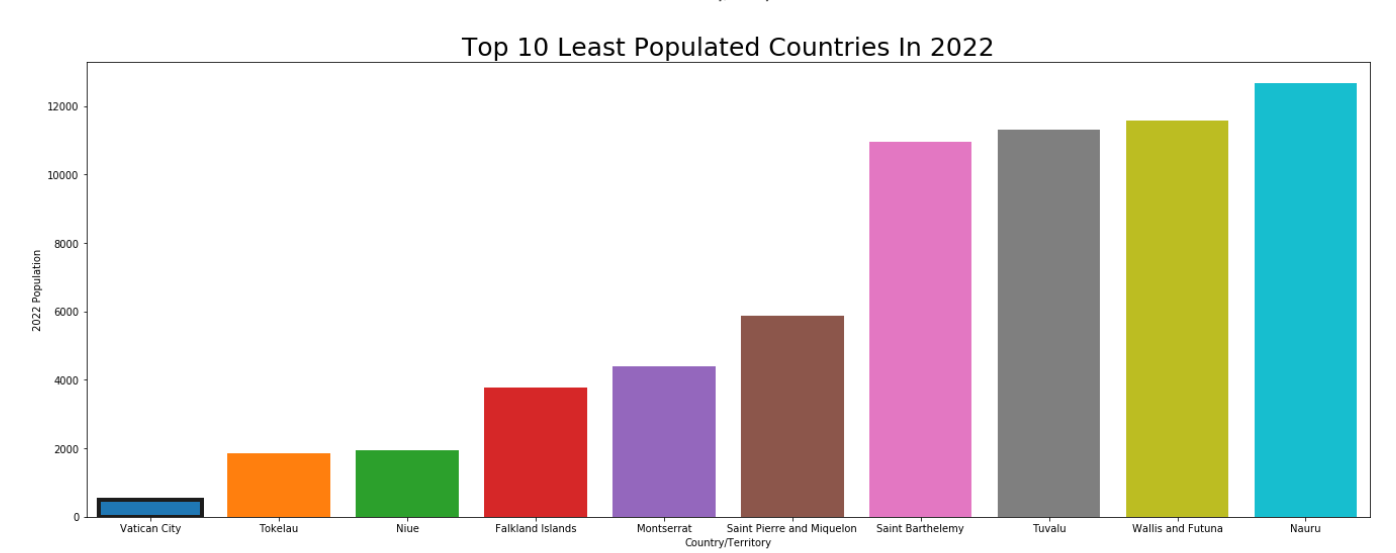 Top 10 Least Populated Countries In 2022
12000
10000
8000
6000
4000
2000
0
2022 Population
Vatican City Tokelau Niue Falkland Islands Montserrat Saint Pierre and Miquelon Saint Barthelemy Tuvalu Wallis and Futuna Nauru
Country/Territory